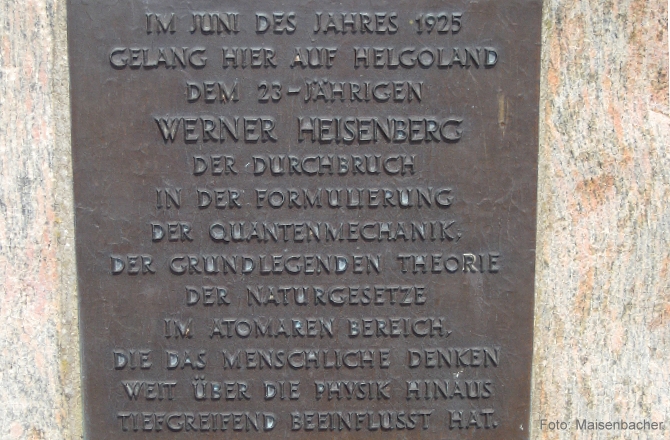 IM JUNI DES JAHRES 1925
GELANG HIER AUF HELGOLAND
DEM 23-JÄHRIGEN
WERNER HEISENBERG
DER DURCHBRUCH
IN DER FORMULIERUNG
DER QUANTENMECHANIK,
DER GRUNDLEGENDEN THEORIE
DER NATURGESETZE
IM ATOMAREN BEREICH,
DIE DAS MENSCHLICHE DENKEN
WEIT ÜBER DIE PHYSIK HINAUS
TIEFGREIFEND BEEINFLUSST HAT.
Foto: Maisenbacher